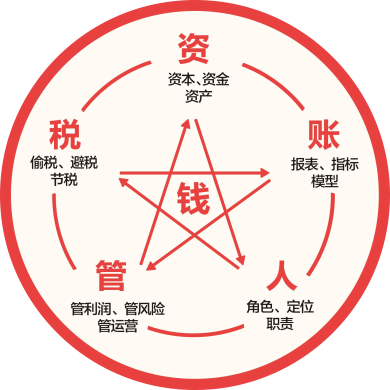 资
资本、资金
资产
税
偷税、避税
节税
账
报表、指标
模型
钱
管
管利润、管风险
管运营
人
角色、定位
职责